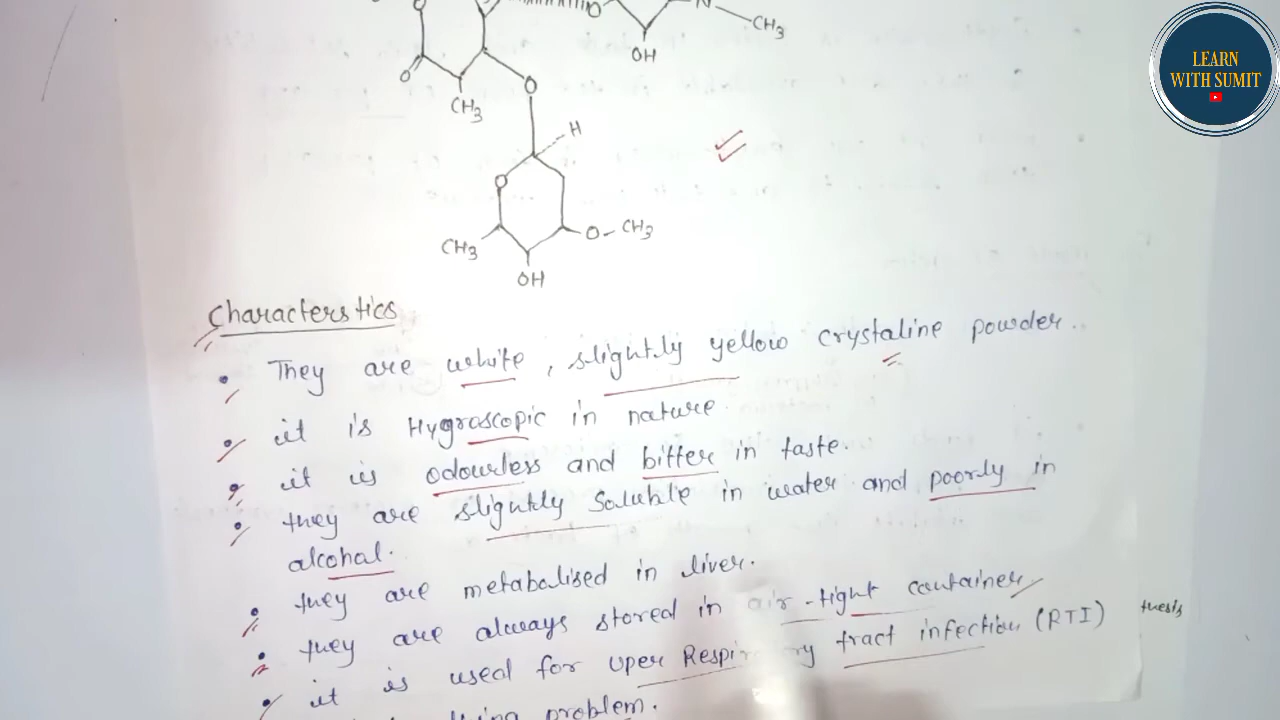 O
N
CH3
OH
O
O
CH3
H
O
CH3
O-CH3
OH
LEARN
WITH SUMIT
Characterstics
They are white, slightly yellow crystaline powder.
it is Hygroscopic in nature.
it is odourless and bitter in taste.
they are slightly soluble in water and poorly in
alcohal.
they are metabolised in liver.
they are always stored in air-tight container
it is used for uper Respiratory tract infection (RTI)
problem.